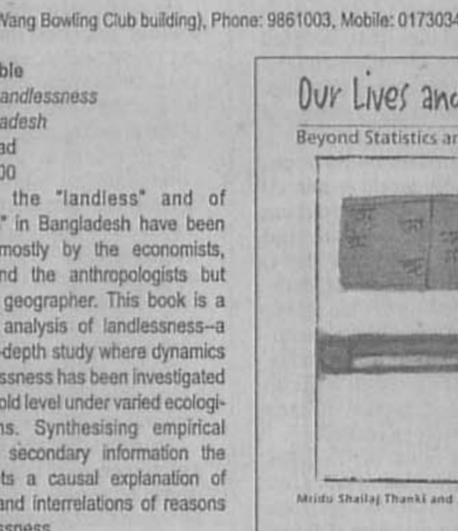 Wang Bowling Club building), Phone: 9861003, Mobile: 0173034
ble
andlessness
adesh
ad
00
the "landless" and of
" in Bangladesh have been
mostly by the economists,
nd the anthropologists but
geographer. This book is a
analysis of landlessness--a
-depth study where dynamics
ssness has been investigated
old level under varied ecologi-
ns. Synthesising empirical
secondary information the
ts a causal explanation of
and interrelations of reasons
ssness
Our Lives and
Beyond Statistics an
Mridu Shailaj Thanki and